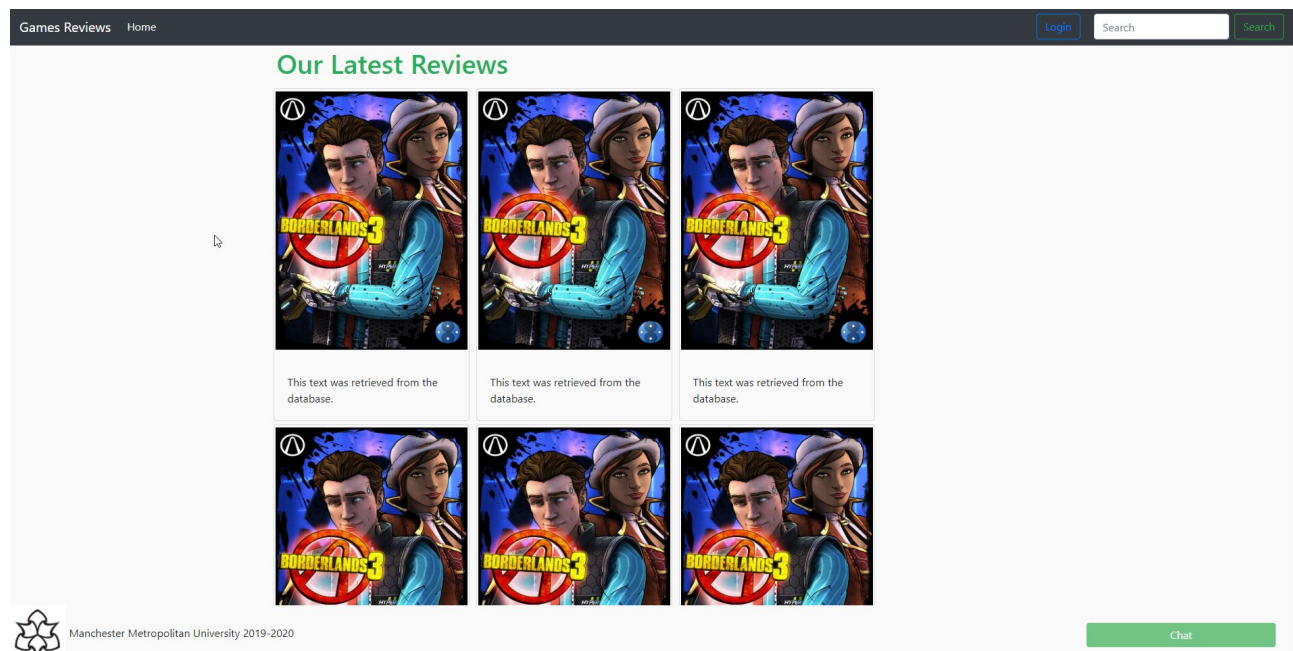 Games Reviews Home Login Search Search
Our Latest Reviews
BORDERLANDS 3 BORDERLANDS 3 BORDERLANDS 3
This text was retrieved from the This text was retrieved from the This text was retrieved from the
database. database. database.
BORDERLANDS 3 BORDERLANDS 3 BORDERLANDS 3
Manchester Metropolitan University 2019-2020 Chat